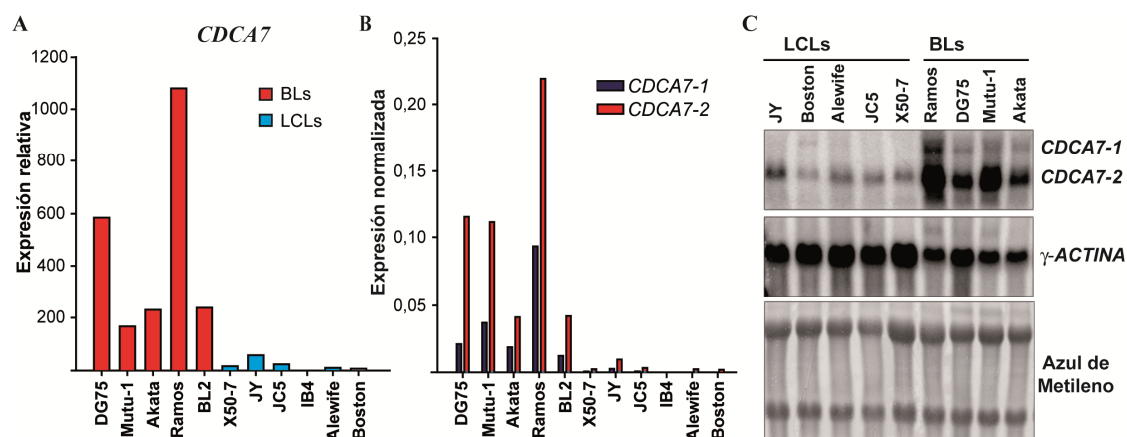 A
CDCA7
1200
1000
800
600
400
200
Expresión relativa
BLs
LCLs
DG75
Mutu-1
Akata
Ramos
BL2
X50-7
JY
JC5
IB4
Alewife
Boston
B
0,25
0,20
0,15
0,10
0,05
Expresión normalizada
CDCA7-1
CDCA7-2
DG75
Mutu-1
Akata
Ramos
BL2
X50-7
JY
JC5
IB4
Alewife
Boston
C
LCLs
BLs
JY
Boston
Alewife
JC5
X50-7
Ramos
DG75
Mutu-1
Akata
CDCA7-1
CDCA7-2
γ-ACTINA
Azul de
Metileno